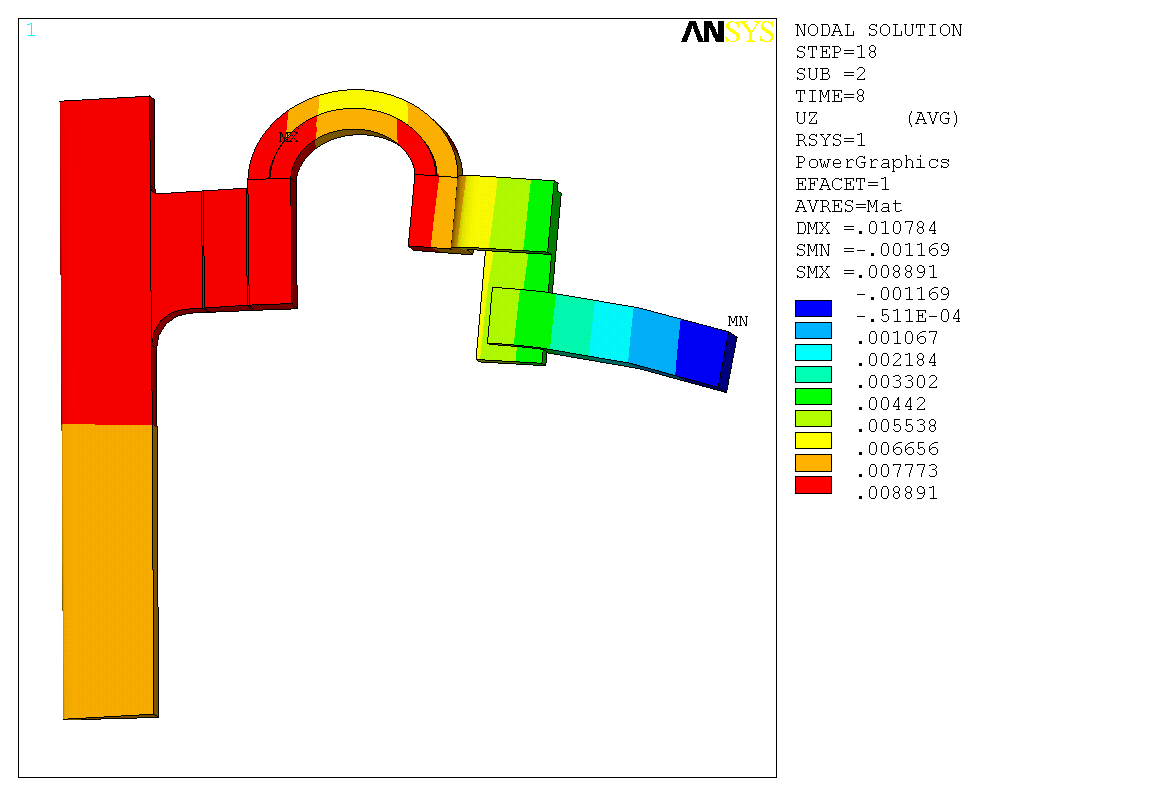 1
ANSYS
NODAL SOLUTION
STEP=18
SUB =2
TIME=8
UZ (AVG)
RSYS=1
PowerGraphics
EFACET=1
AVRES=Mat
DMX =.010784
SMN =-.001169
SMX =.008891
-.001169
-.511E-04
.001067
.002184
.003302
.00442
.005538
.006656
.007773
.008891
MX
MN